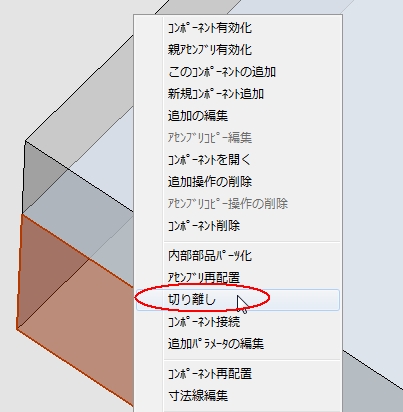 ｺﾝﾎﾟｰﾈﾝﾄ有効化
親ｱｾﾝﾌﾞﾘ有効化
このｺﾝﾎﾟｰﾈﾝﾄの追加
新規ｺﾝﾎﾟｰﾈﾝﾄ追加
追加の編集
ｱｾﾝﾌﾞﾘｺﾋﾟｰ編集
ｺﾝﾎﾟｰﾈﾝﾄを開く
追加操作の削除
ｱｾﾝﾌﾞﾘｺﾋﾟｰ操作の削除
ｺﾝﾎﾟｰﾈﾝﾄ削除
内部部品ﾊﾟｰﾂ化
ｱｾﾝﾌﾞﾘ再配置
切り離し
ｺﾝﾎﾟｰﾈﾝﾄ接続
追加ﾊﾟﾗﾒｰﾀの編集
ｺﾝﾎﾟｰﾈﾝﾄ再配置
寸法線編集